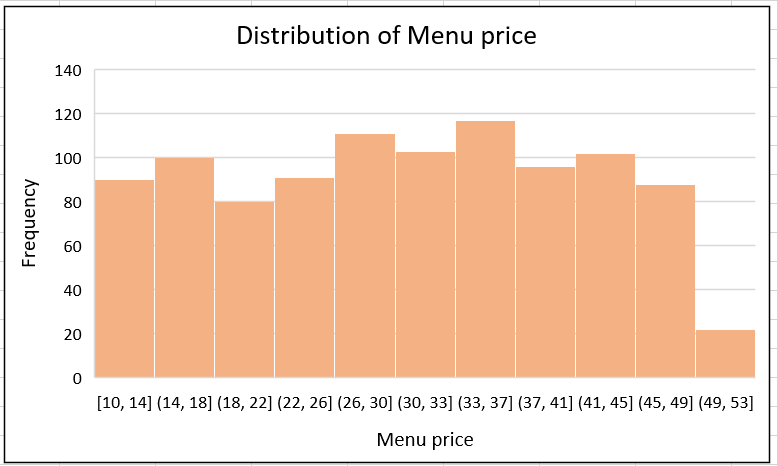 Distribution of Menu price
140
120
100
80
60
40
20
0
Frequency
[10, 14] (14, 18] (18, 22] (22, 26] (26, 30] (30, 33] (33, 37] (37, 41] (41, 45] (45, 49] (49, 53]
Menu price